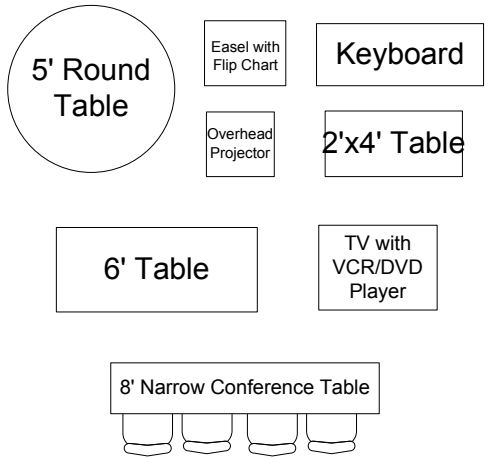 5' Round
Table
Easel with
Flip Chart
Keyboard
Overhead
Projector
2'x4' Table
6' Table
TV with
VCR/DVD
Player
8' Narrow Conference Table